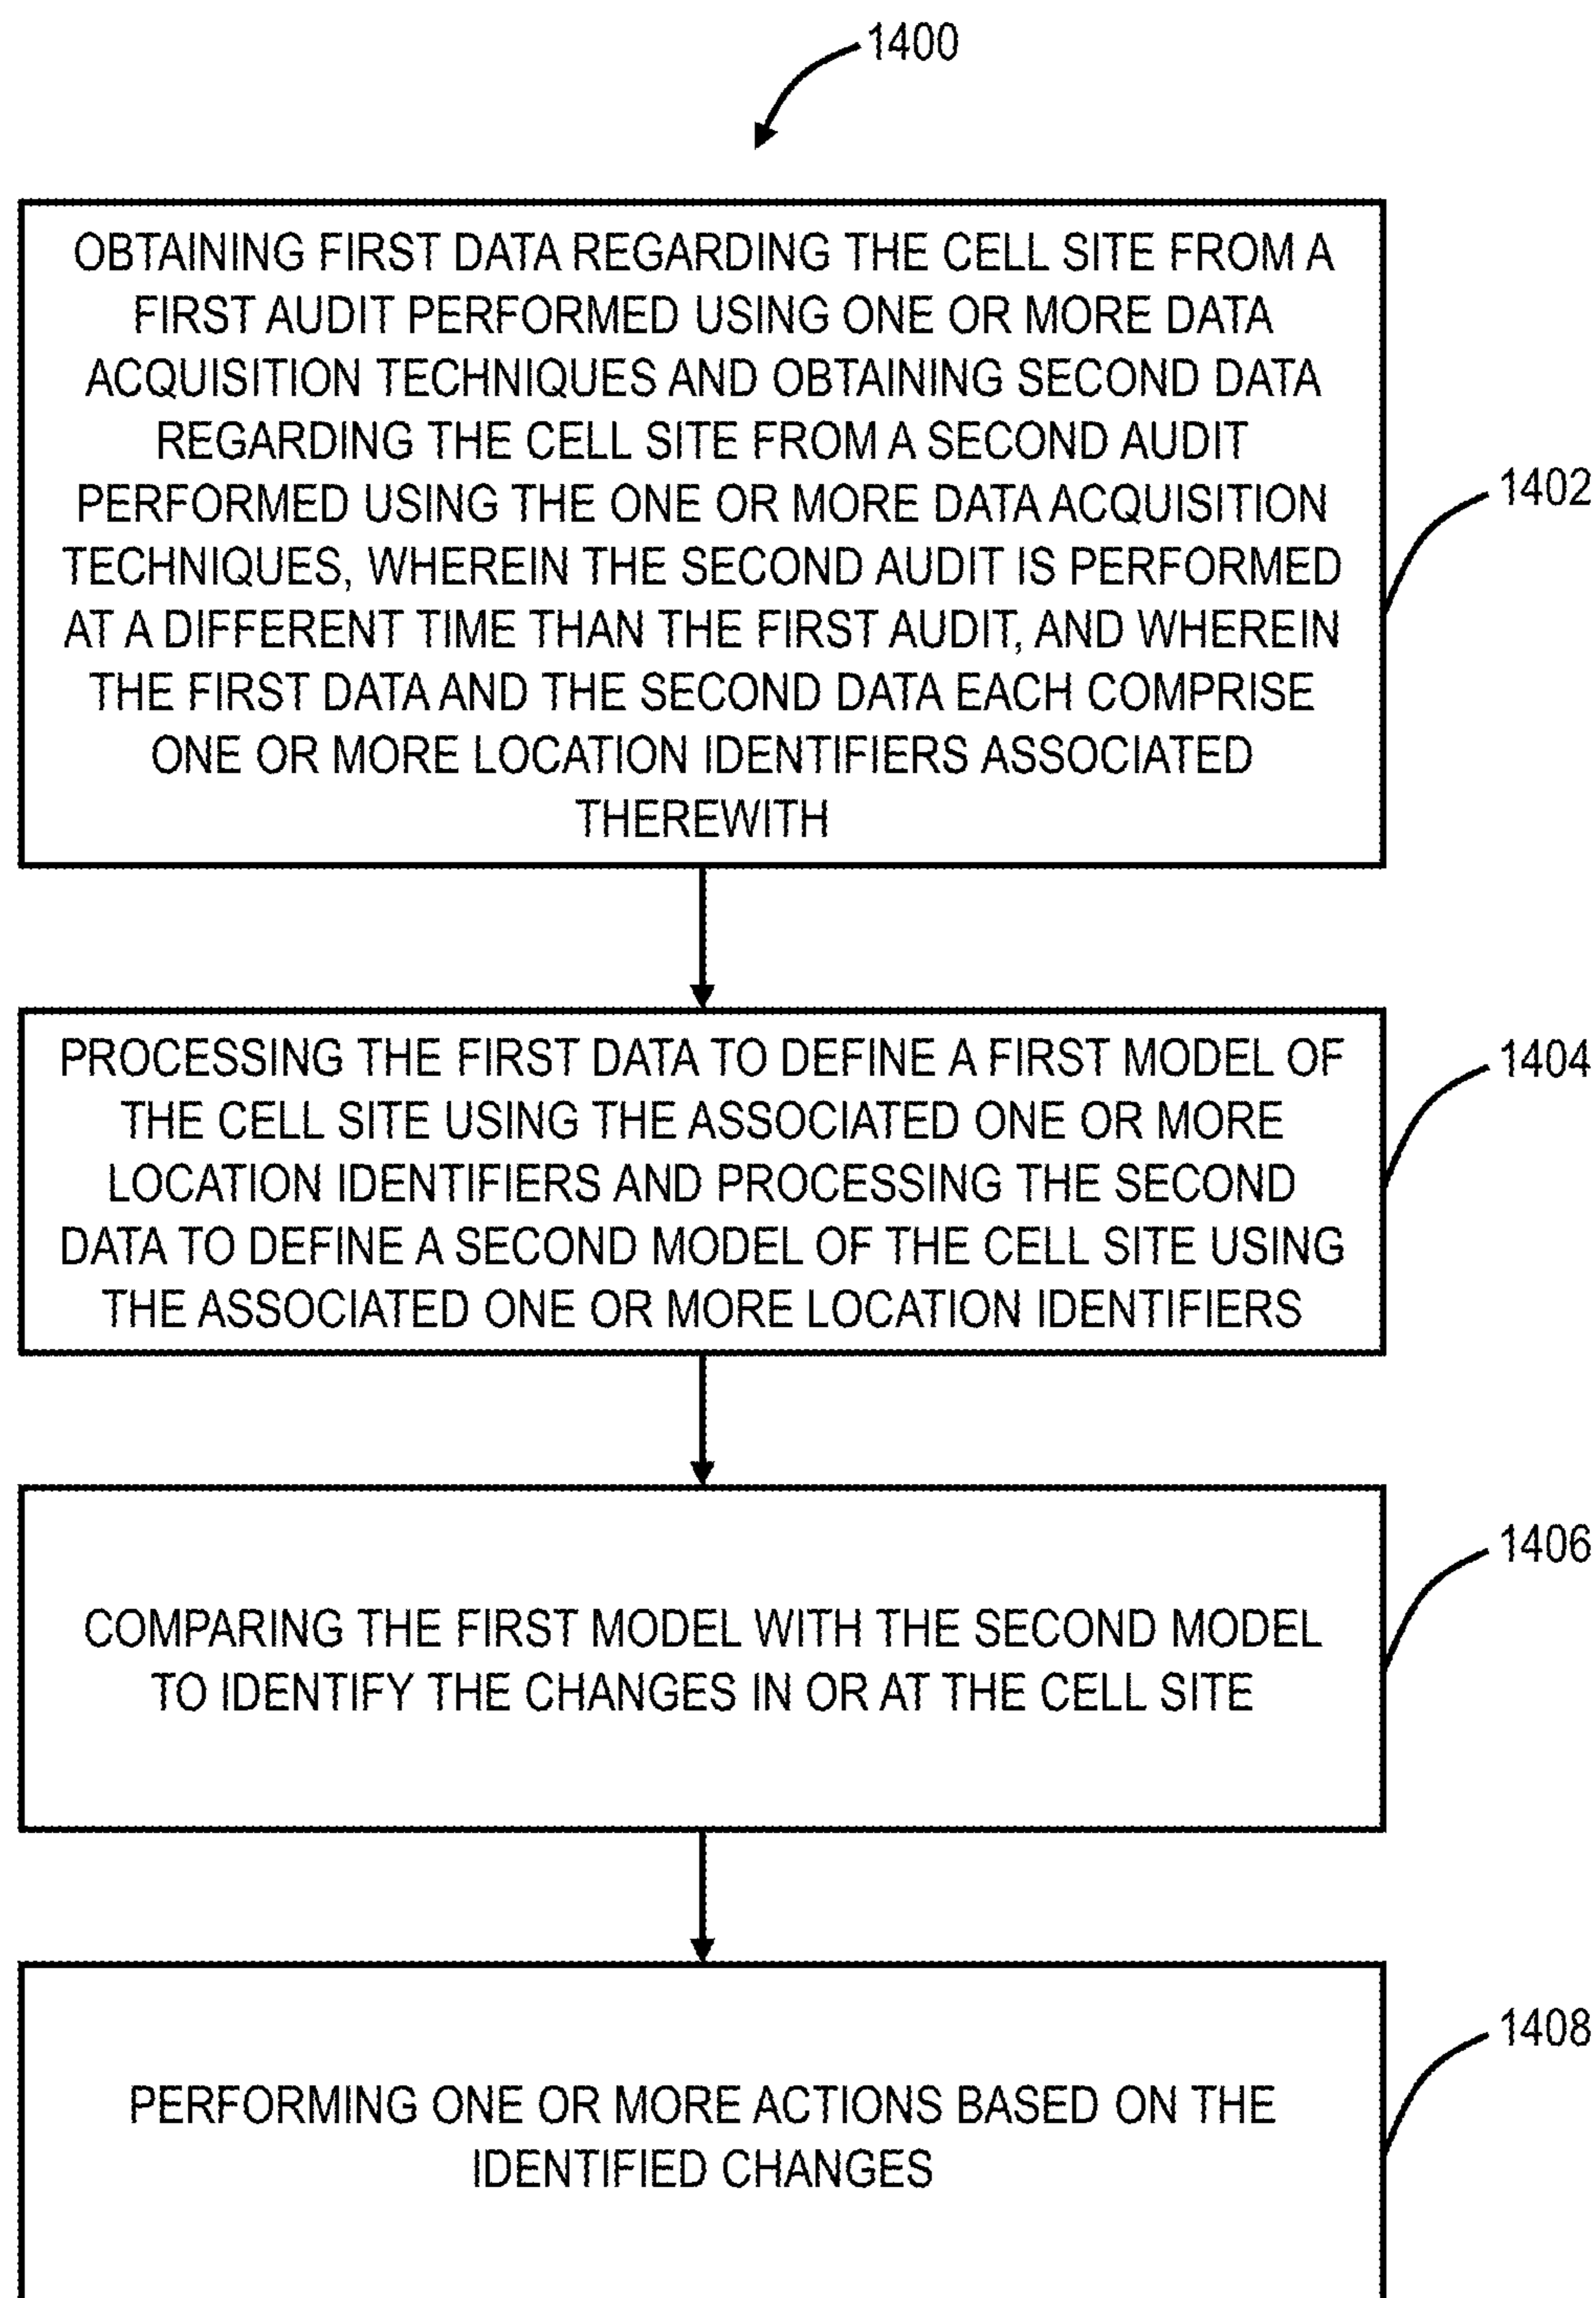 1400
OBTAINING FIRST DATA REGARDING THE CELL SITE FROM A
FIRST AUDIT PERFORMED USING ONE OR MORE DATA
ACQUISITION TECHNIQUES AND OBTAINING SECOND DATA
REGARDING THE CELL SITE FROM A SECOND AUDIT
PERFORMED USING THE ONE OR MORE DATA ACQUISITION
TECHNIQUES, WHEREIN THE SECOND AUDIT IS PERFORMED
AT A DIFFERENT TIME THAN THE FIRST AUDIT, AND WHEREIN
THE FIRST DATA AND THE SECOND DATA EACH COMPRISE
ONE OR MORE LOCATION IDENTIFIERS ASSOCIATED
THEREWITH
1402
PROCESSING THE FIRST DATA TO DEFINE A FIRST MODEL OF
THE CELL SITE USING THE ASSOCIATED ONE OR MORE
LOCATION IDENTIFIERS AND PROCESSING THE SECOND
DATA TO DEFINE A SECOND MODEL OF THE CELL SITE USING
THE ASSOCIATED ONE OR MORE LOCATION IDENTIFIERS
1404
COMPARING THE FIRST MODEL WITH THE SECOND MODEL
TO IDENTIFY THE CHANGES IN OR AT THE CELL SITE
1406
PERFORMING ONE OR MORE ACTIONS BASED ON THE
IDENTIFIED CHANGES
1408